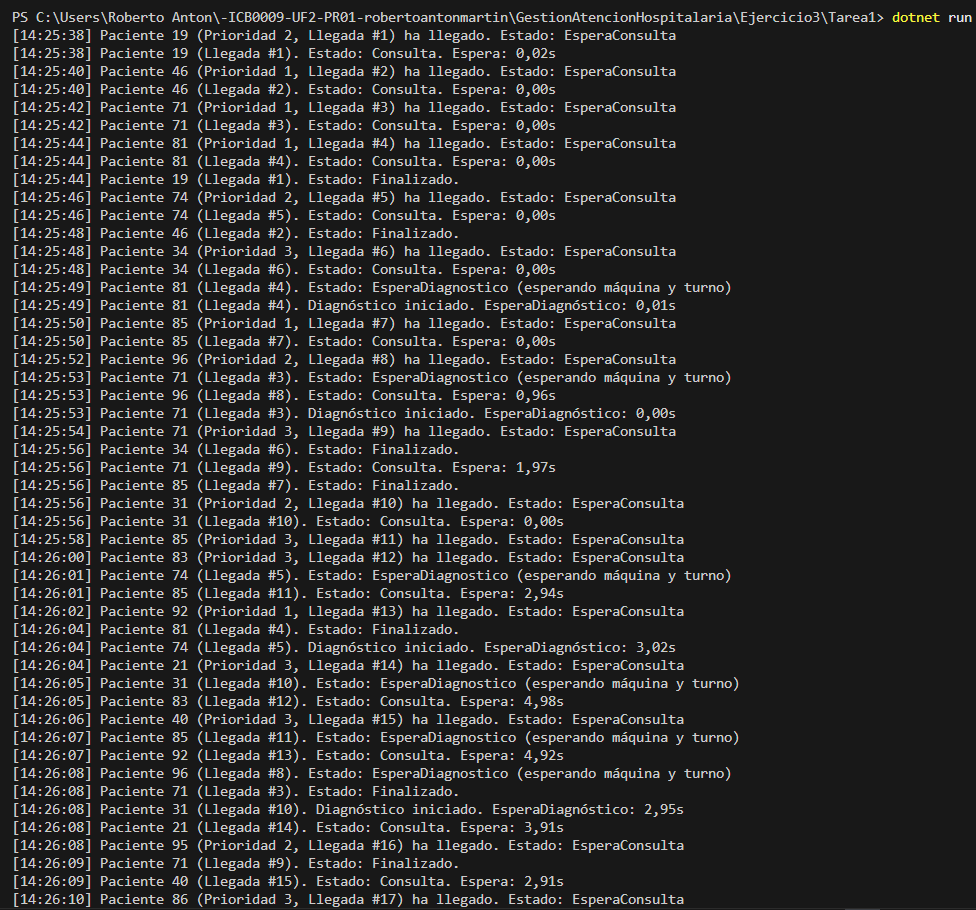 PS C:\Users\Roberto Anton\-ICB0009-UF2-PR01-robertoantonmartin\GestionAtencionHospitalaria\Ejercicio3\Tarea1> dotnet run
[14:25:38] Paciente 19 (Prioridad 2, Llegada #1) ha llegado. Estado: EsperaConsulta
[14:25:38] Paciente 19 (Llegada #1). Estado: Consulta. Espera: 0,02s
[14:25:40] Paciente 46 (Prioridad 1, Llegada #2) ha llegado. Estado: EsperaConsulta
[14:25:40] Paciente 46 (Llegada #2). Estado: Consulta. Espera: 0,00s
[14:25:42] Paciente 71 (Prioridad 1, Llegada #3) ha llegado. Estado: EsperaConsulta
[14:25:42] Paciente 71 (Llegada #3). Estado: Consulta. Espera: 0,00s
[14:25:44] Paciente 81 (Prioridad 1, Llegada #4) ha llegado. Estado: EsperaConsulta
[14:25:44] Paciente 81 (Llegada #4). Estado: Consulta. Espera: 0,00s
[14:25:44] Paciente 19 (Llegada #1). Estado: Finalizado.
[14:25:46] Paciente 74 (Prioridad 2, Llegada #5) ha llegado. Estado: EsperaConsulta
[14:25:46] Paciente 74 (Llegada #5). Estado: Consulta. Espera: 0,00s
[14:25:48] Paciente 46 (Llegada #2). Estado: Finalizado.
[14:25:48] Paciente 34 (Prioridad 3, Llegada #6) ha llegado. Estado: EsperaConsulta
[14:25:48] Paciente 34 (Llegada #6). Estado: Consulta. Espera: 0,00s
[14:25:49] Paciente 81 (Llegada #4). Estado: EsperaDiagnostico (esperando máquina y turno)
[14:25:49] Paciente 81 (Llegada #4). Diagnóstico iniciado. EsperaDiagnóstico: 0,01s
[14:25:50] Paciente 85 (Prioridad 1, Llegada #7) ha llegado. Estado: EsperaConsulta
[14:25:50] Paciente 85 (Llegada #7). Estado: Consulta. Espera: 0,00s
[14:25:52] Paciente 96 (Prioridad 2, Llegada #8) ha llegado. Estado: EsperaConsulta
[14:25:53] Paciente 71 (Llegada #3). Estado: EsperaDiagnostico (esperando máquina y turno)
[14:25:53] Paciente 96 (Llegada #8). Estado: Consulta. Espera: 0,96s
[14:25:53] Paciente 71 (Llegada #3). Diagnóstico iniciado. EsperaDiagnóstico: 0,00s
[14:25:54] Paciente 71 (Prioridad 3, Llegada #9) ha llegado. Estado: EsperaConsulta
[14:25:56] Paciente 34 (Llegada #6). Estado: Finalizado.
[14:25:56] Paciente 71 (Llegada #9). Estado: Consulta. Espera: 1,97s
[14:25:56] Paciente 85 (Llegada #7). Estado: Finalizado.
[14:25:56] Paciente 31 (Prioridad 2, Llegada #10) ha llegado. Estado: EsperaConsulta
[14:25:56] Paciente 31 (Llegada #10). Estado: Consulta. Espera: 0,00s
[14:25:58] Paciente 85 (Prioridad 3, Llegada #11) ha llegado. Estado: EsperaConsulta
[14:26:00] Paciente 83 (Prioridad 3, Llegada #12) ha llegado. Estado: EsperaConsulta
[14:26:01] Paciente 74 (Llegada #5). Estado: EsperaDiagnostico (esperando máquina y turno)
[14:26:01] Paciente 85 (Llegada #11). Estado: Consulta. Espera: 2,94s
[14:26:02] Paciente 92 (Prioridad 1, Llegada #13) ha llegado. Estado: EsperaConsulta
[14:26:04] Paciente 81 (Llegada #4). Estado: Finalizado.
[14:26:04] Paciente 74 (Llegada #5). Diagnóstico iniciado. EsperaDiagnóstico: 3,02s
[14:26:04] Paciente 21 (Prioridad 3, Llegada #14) ha llegado. Estado: EsperaConsulta
[14:26:05] Paciente 31 (Llegada #10). Estado: EsperaDiagnostico (esperando máquina y turno)
[14:26:05] Paciente 83 (Llegada #12). Estado: Consulta. Espera: 4,98s
[14:26:06] Paciente 40 (Prioridad 3, Llegada #15) ha llegado. Estado: EsperaConsulta
[14:26:07] Paciente 85 (Llegada #11). Estado: EsperaDiagnostico (esperando máquina y turno)
[14:26:07] Paciente 92 (Llegada #13). Estado: Consulta. Espera: 4,92s
[14:26:08] Paciente 96 (Llegada #8). Estado: EsperaDiagnostico (esperando máquina y turno)
[14:26:08] Paciente 71 (Llegada #3). Estado: Finalizado.
[14:26:08] Paciente 31 (Llegada #10). Diagnóstico iniciado. EsperaDiagnóstico: 2,95s
[14:26:08] Paciente 21 (Llegada #14). Estado: Consulta. Espera: 3,91s
[14:26:08] Paciente 95 (Prioridad 2, Llegada #16) ha llegado. Estado: EsperaConsulta
[14:26:09] Paciente 71 (Llegada #9). Estado: Finalizado.
[14:26:09] Paciente 40 (Llegada #15). Estado: Consulta. Espera: 2,91s
[14:26:10] Paciente 86 (Prioridad 3, Llegada #17) ha llegado. Estado: EsperaConsulta